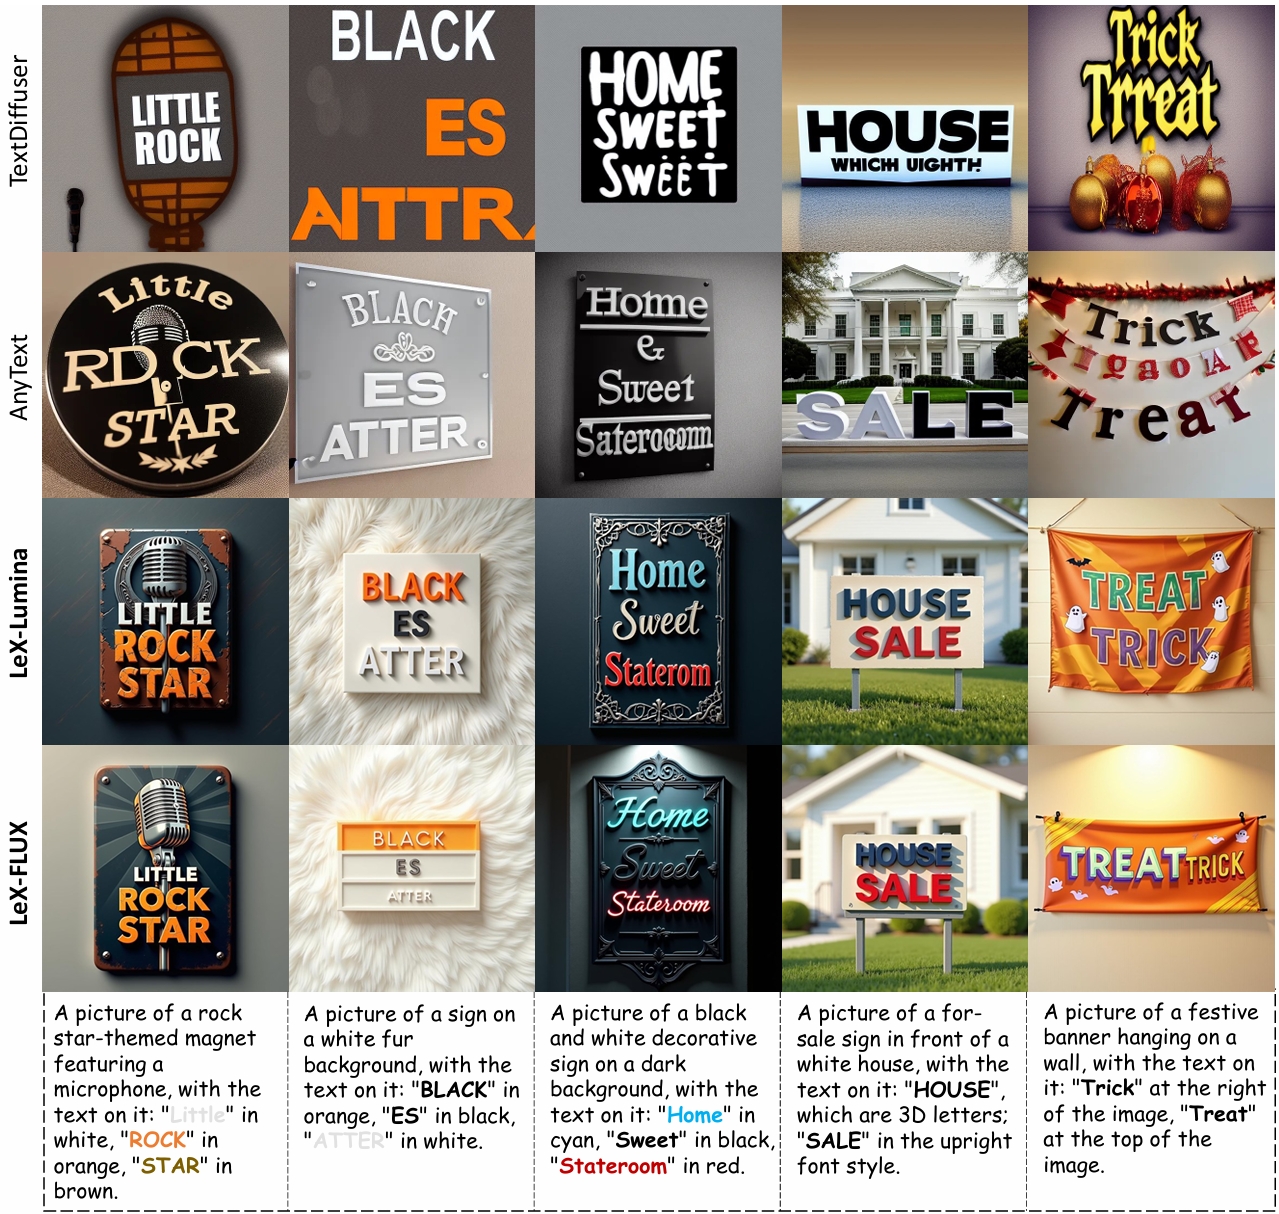 TextDiffuser
LITTLE
ROCK
BLACK
ES
AITTR
HOME
SWEET
SWËËT
HOUSE
WHICHI UIGHTH!
Trick
Trreat
AnyText
Little
RD CK
STAR
BLACK
ES
ATTER
Home
&
Sweet
Saterooomn
SALE
Trick
Treat
LeX-Lumina
LITTLE
ROCK
STAR
BLACK
ES
ATTER
Home
Sweet
Staterom
HOUSE
SALE
TREAT
TRICK
LeX-FLUX
LITTLE
ROCK
STAR
BLACK
ES
ATTER
Home
Sweet
Stateroom
HOUSE
SALE
TREAT TRICK
A picture of a rock
star-themed magnet
featuring a
microphone, with the
text on it: "Little" in
white, "ROCK" in
orange, "STAR" in
brown.
A picture of a sign on
a white fur
background, with the
text on it: "BLACK" in
orange, "ES" in black,
"ATTER" in white.
A picture of a black
and white decorative
sign on a dark
background, with the
text on it: "Home" in
cyan, "Sweet" in black,
"Stateroom" in red.
A picture of a for-
sale sign in front of a
white house, with the
text on it: "HOUSE",
which are 3D letters;
"SALE" in the upright
font style.
A picture of a festive
banner hanging on a
wall, with the text on
it: "Trick" at the right
of the image, "Treat"
at the top of the
image.